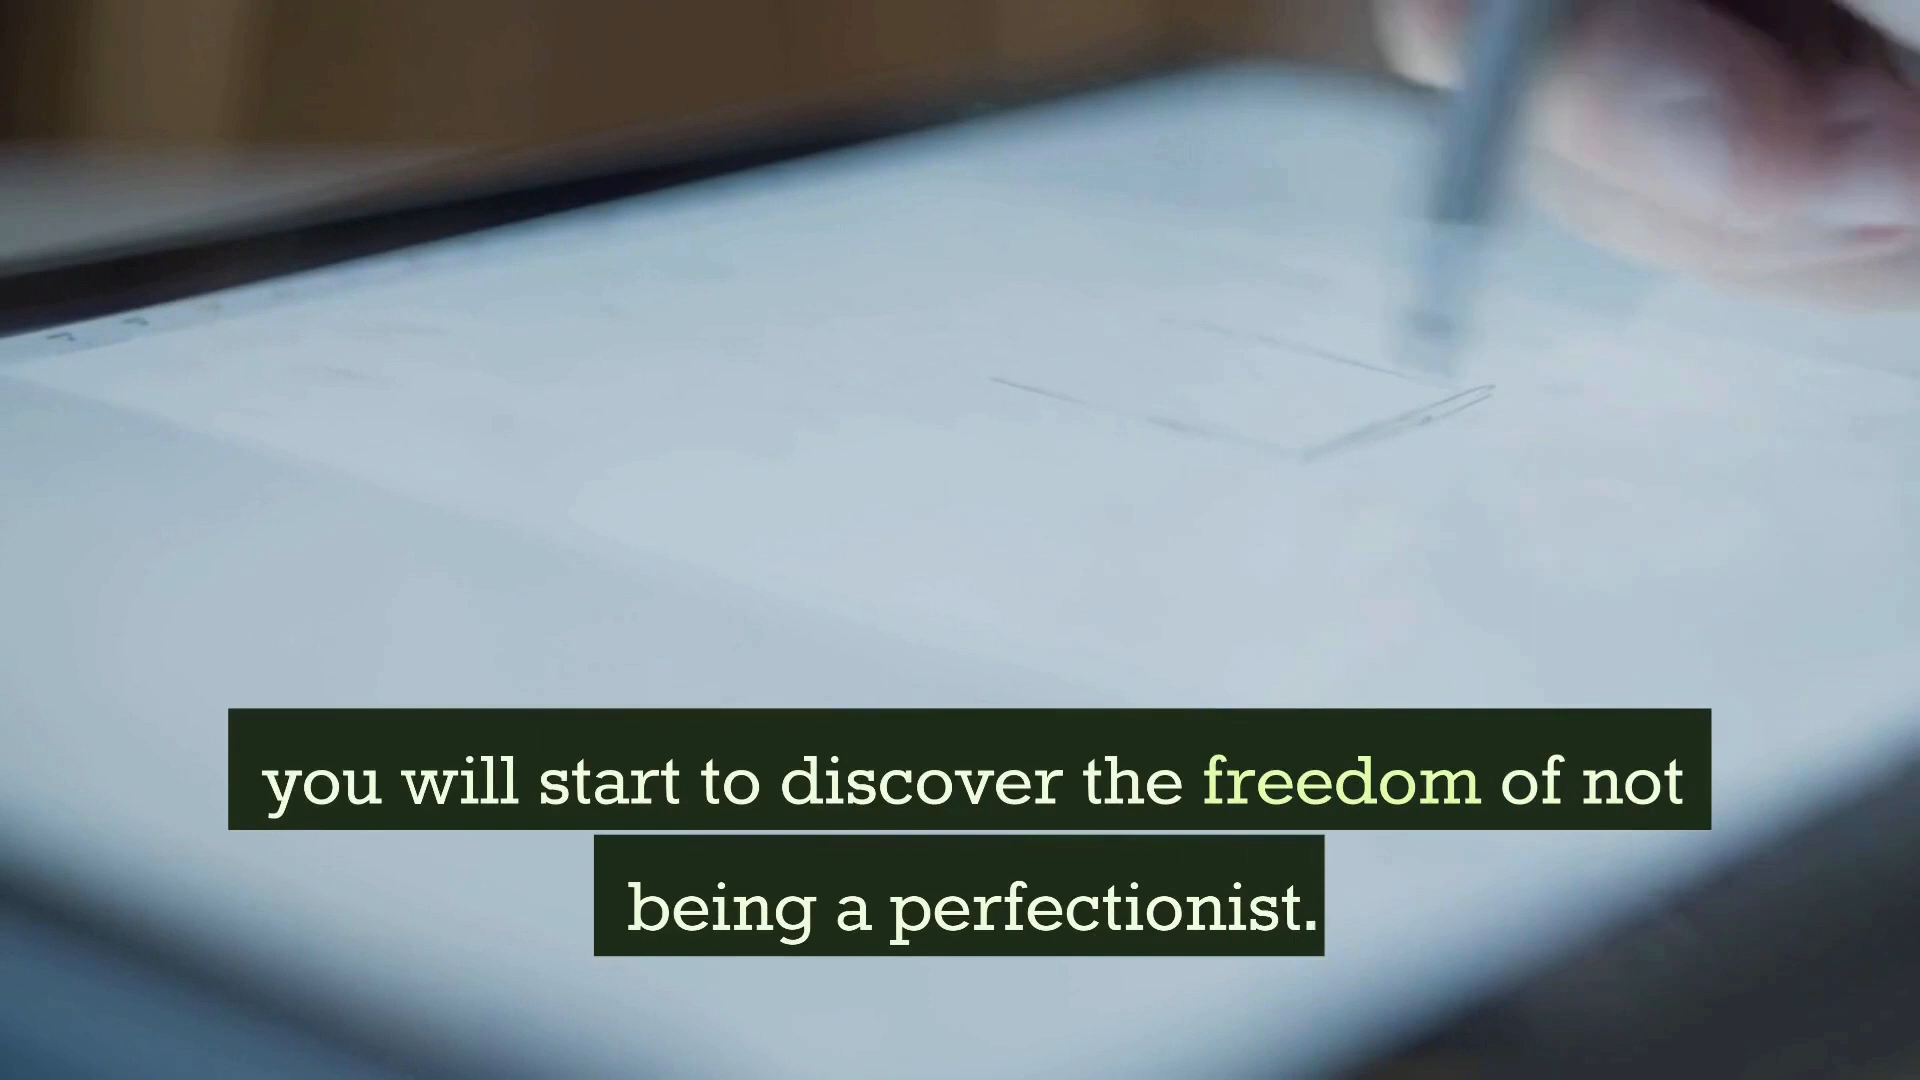 you will start to discover the freedom of not
being a perfectionist.